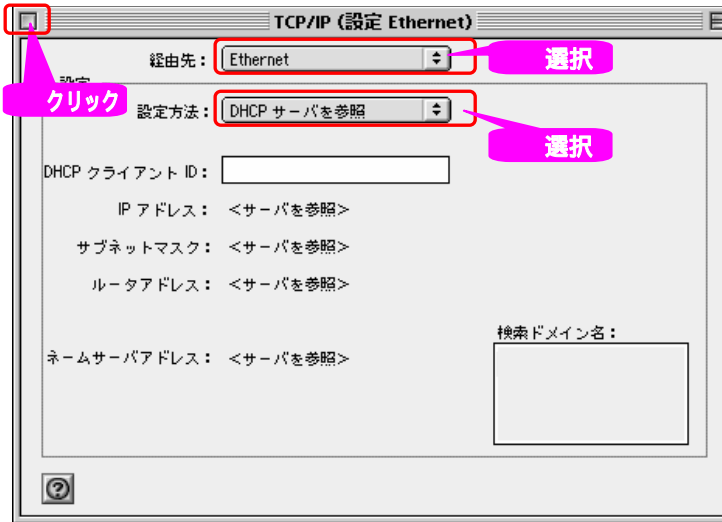 TCP/IP (設定 Ethernet)
経由先： Ethernet
選択
設定
クリック
設定方法： DHCP サーバを参照
選択
DHCP クライアント ID：
IP アドレス： <サーバを参照>
サブネットマスク： <サーバを参照>
ルータアドレス： <サーバを参照>
検索ドメイン名：
ネームサーバアドレス： <サーバを参照>
?